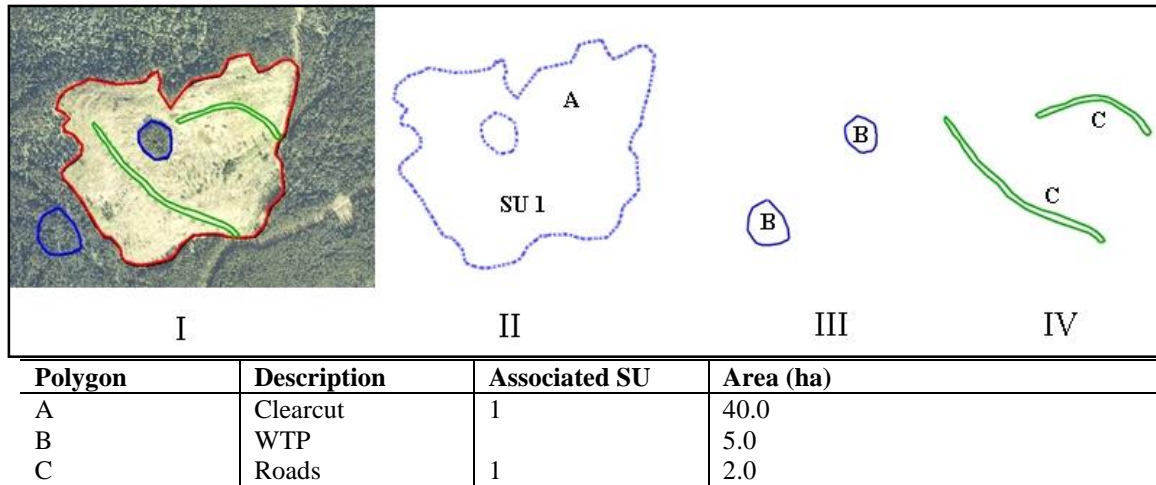 A
SU 1
B
B
C
C
I II III IV
Polygon Description Associated SU Area (ha)
A Clearcut 1 40.0
B WTP 5.0
C Roads 1 2.0